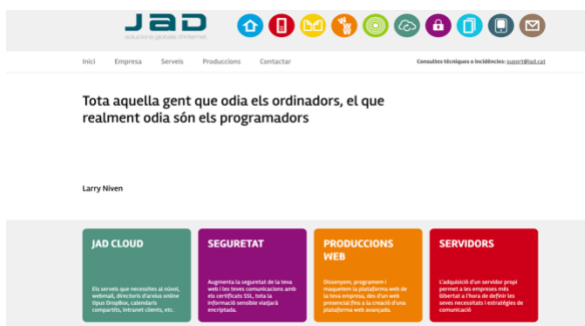 JAD
solucions globals d'internet
Inici Empresa Serveis Produccions Contactar
Consultes tècniques o incidències: suport@jad.cat
Tota aquella gent que odia els ordinadors, el que
realment odia són els programadors
Larry Niven
JAD CLOUD
Els serveis que necessites al núvol,
webmail, directoris d'arxius online
tipus DropBox, calendaris
compartits, intranet clients, etc.
SEGURETAT
Augmenta la seguretat de la teva
web i les teves comunicacions amb
els certificats SSL, tota la
informació sensible viatjarà
encriptada.
PRODUCCIONS
WEB
Dissenyem, programem i
maquetem la plataforma web de
la teva empresa, des d'un web
presencial fins a la creació d'una
plataforma web avançada.
SERVIDORS
L'adquisició d'un servidor propi
permet a les empreses més
llibertat a l'hora de definir les
seves necessitats i estratègies de
comunicació